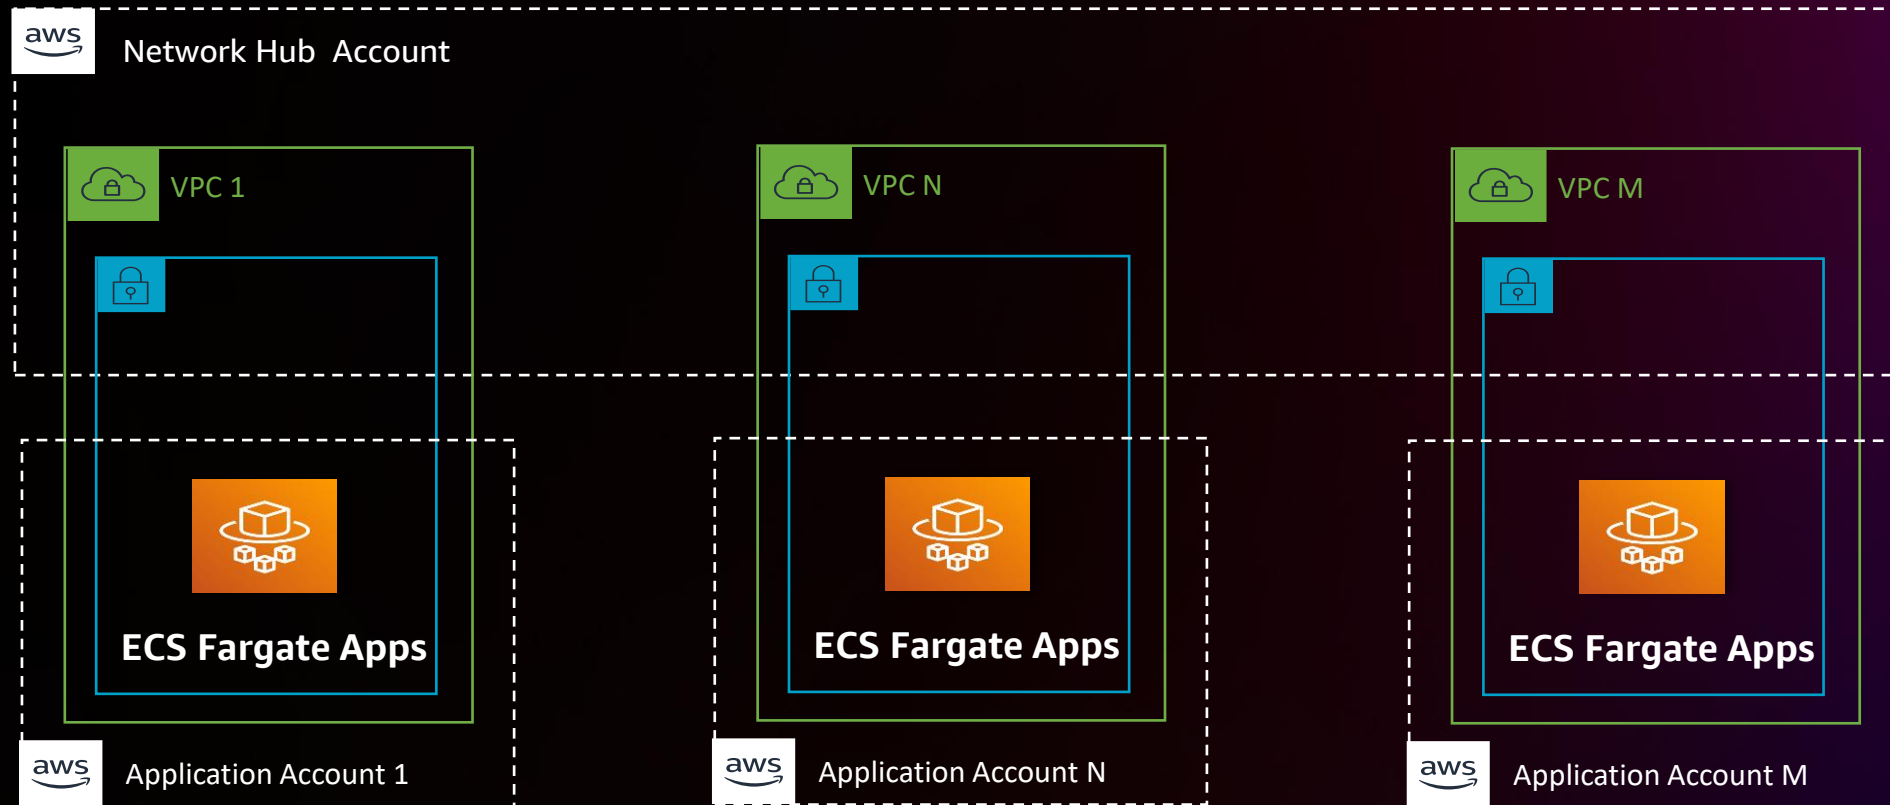 aws
Network Hub Account
VPC 1
VPC N
VPC M
ECS Fargate Apps
ECS Fargate Apps
ECS Fargate Apps
aws
Application Account 1
aws
Application Account N
aws
Application Account M